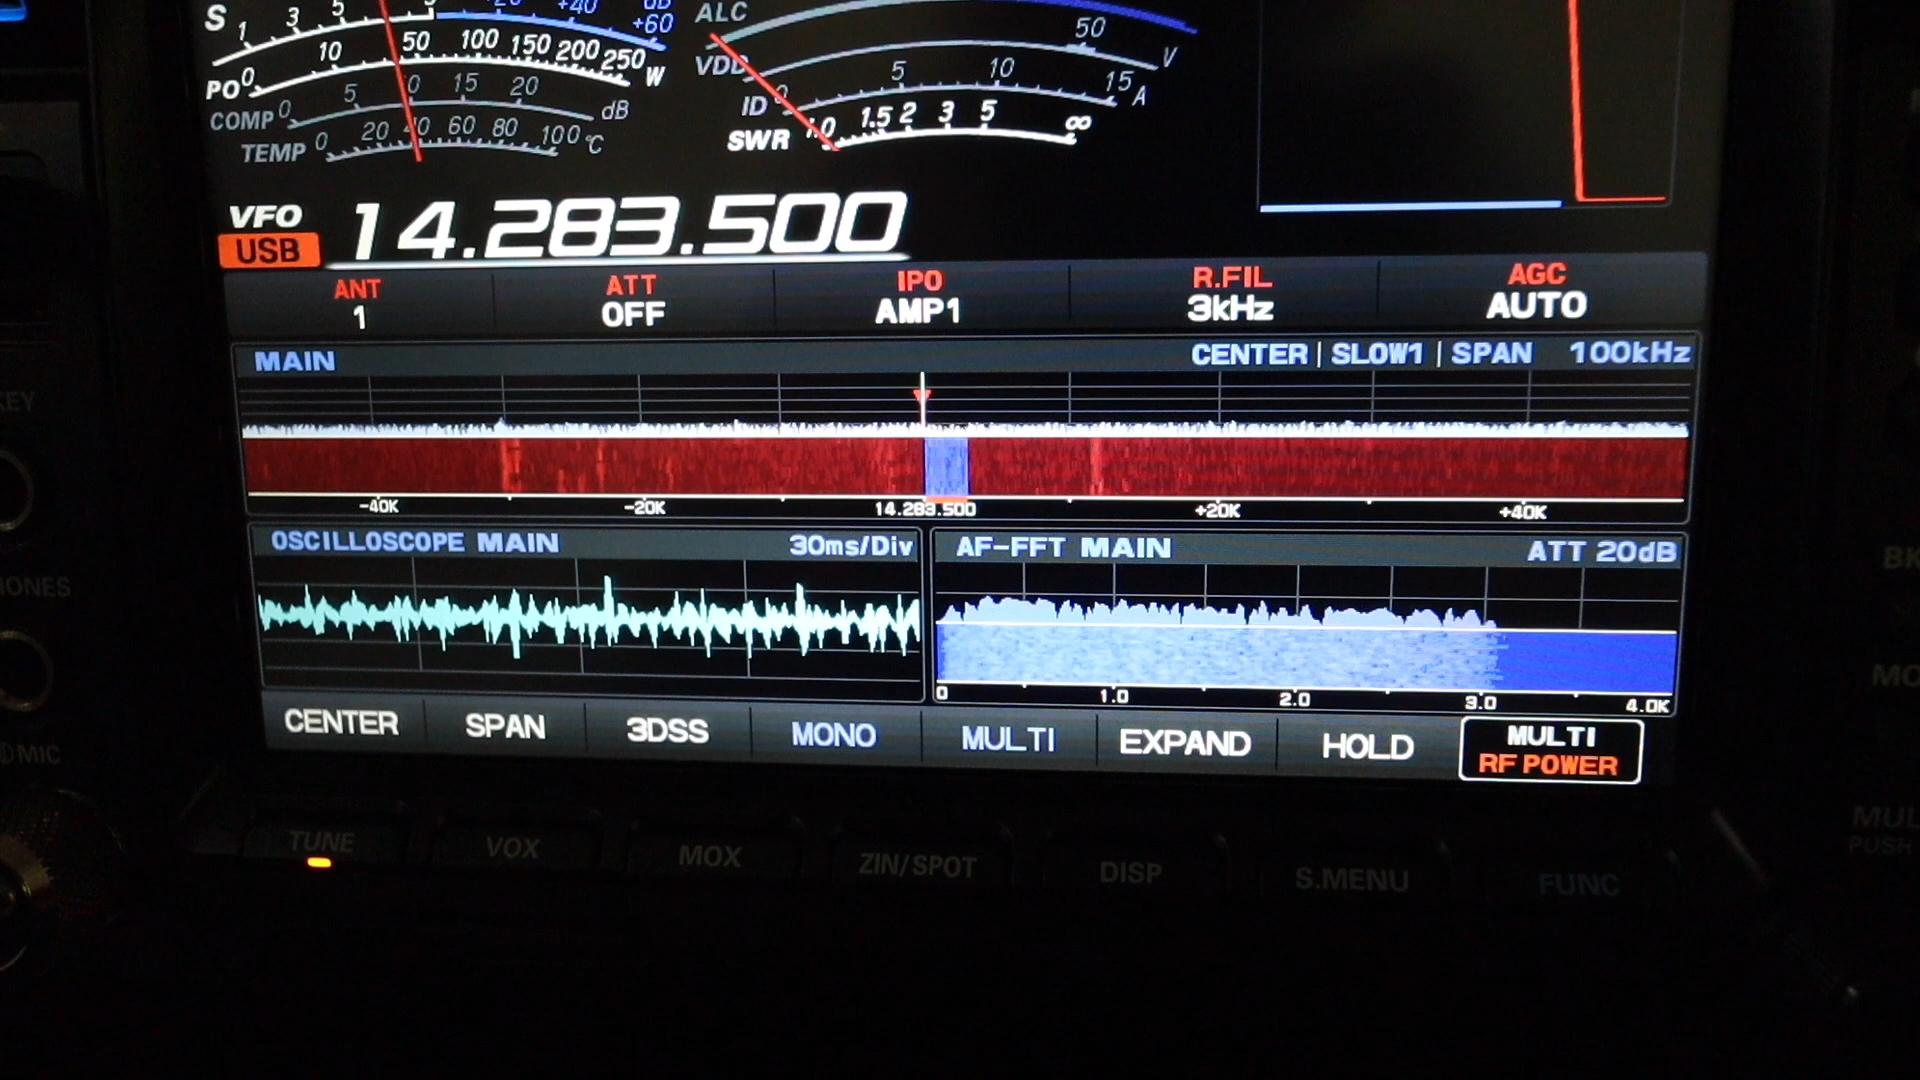 S 1 3 5 +20 +40 +60 dB
PO 0 10 50 100 150 200 250 W
COMP 0 5 10 15 20 dB
TEMP 0 20 40 60 80 100 °C
ALC
VDD 50 V
ID 0 5 10 15 A
SWR 1.0 1.5 2 3 5 ∞
VFO
USB
14.283.500
ANT ATT IPO R.FIL AGC
1 OFF AMP1 3kHz AUTO
MAIN CENTER | SLOW1 | SPAN 100kHz
-40K -20K 14.283.500 +20K +40K
OSCILLOSCOPE MAIN 30ms/Div
AF-FFT MAIN ATT 20dB
0 1.0 2.0 3.0 4.0K
CENTER SPAN 3DSS MONO MULTI EXPAND HOLD MULTI
RF POWER
TUNE VOX MOX ZIN/SPOT DISP S.MENU FUNC
MIC
PUSH